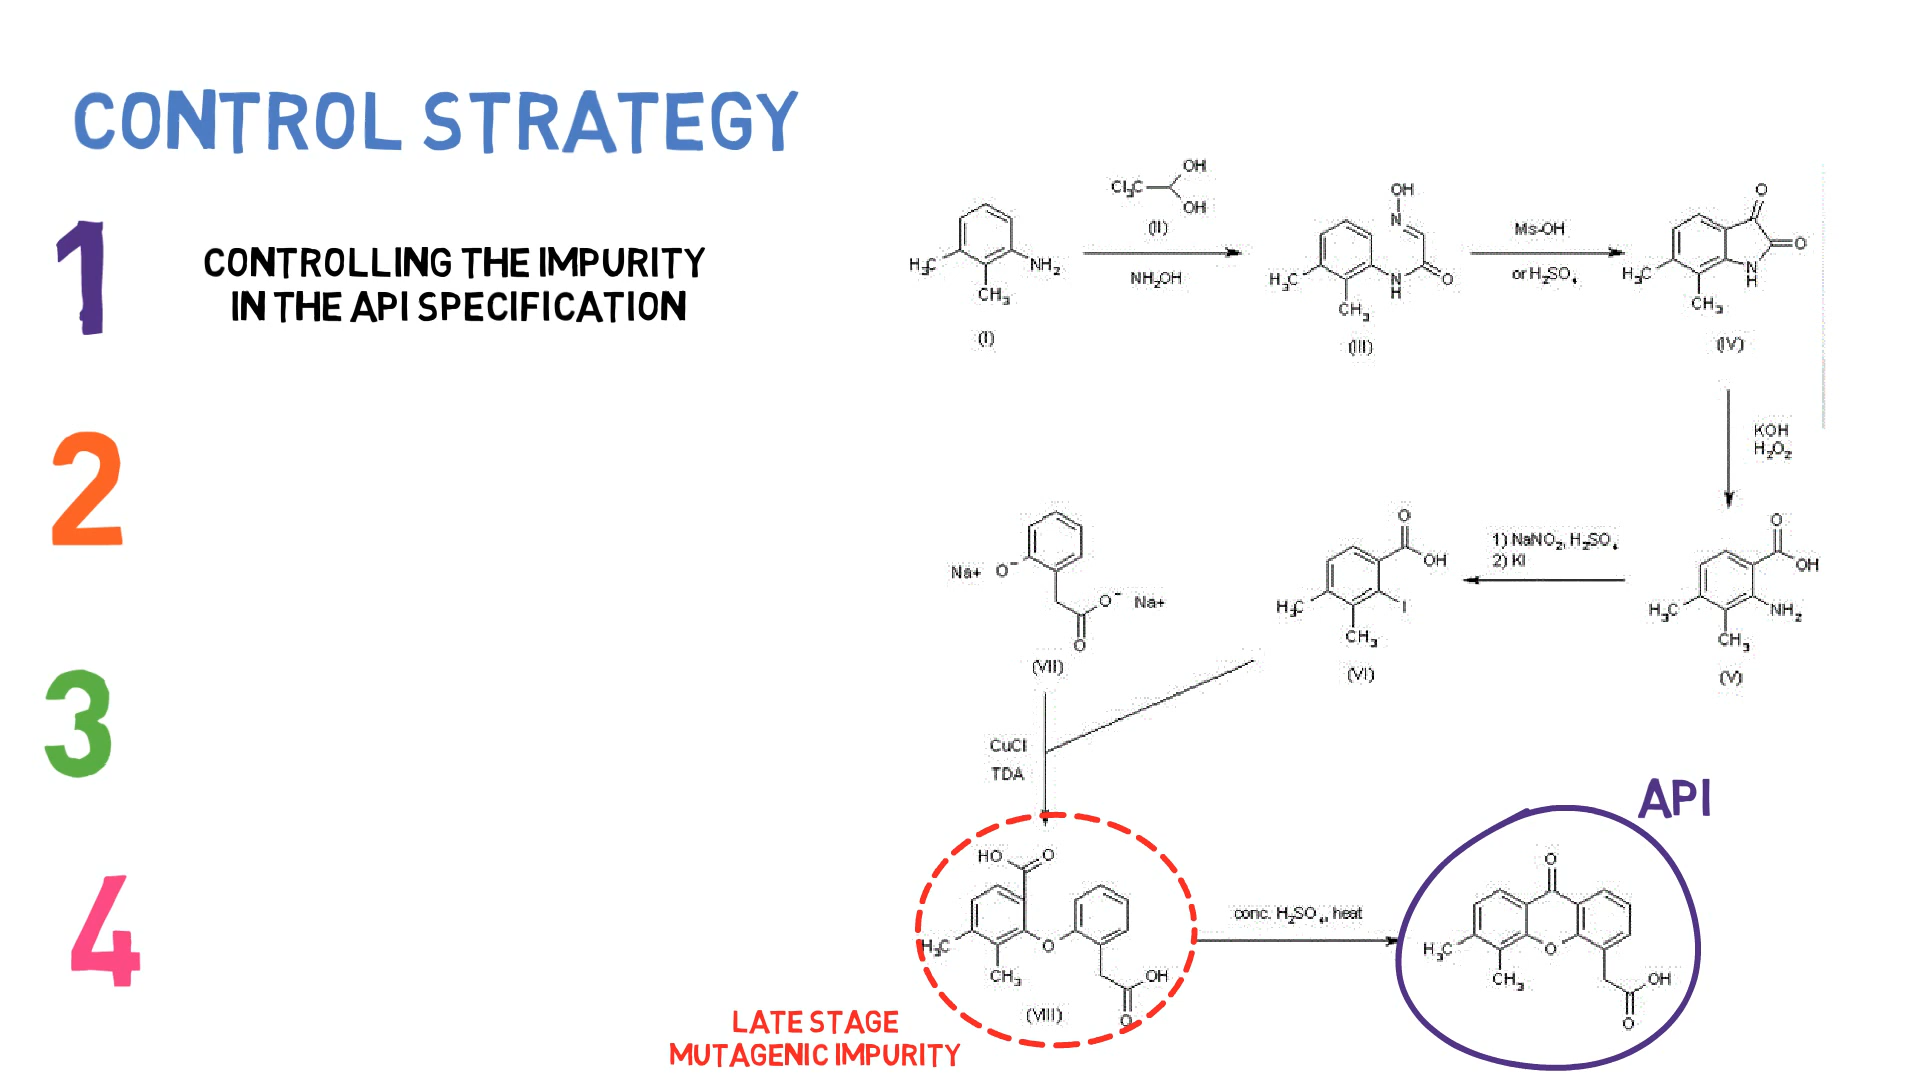 CONTROL STRATEGY
1
CONTROLLING THE IMPURITY
IN THE API SPECIFICATION
2
3
4
Cl₃C
OH
OH
(II)
NH₂OH
H₃C
NH₂
CH₃
(I)
OH
N
H₃C
N
H
O
CH₃
(III)
Ms-OH
or H₂SO₄
O
O
N
H
H₃C
CH₃
(IV)
KOH
H₂O₂
O
OH
H₃C
NH₂
CH₃
(V)
1) NaNO₂, H₂SO₄
2) KI
O
OH
H₃C
I
CH₃
(VI)
Na+ O⁻
O⁻ Na+
O
(VII)
CuCl
TDA
HO
O
H₃C
O
CH₃
OH
O
(VIII)
LATE STAGE
MUTAGENIC IMPURITY
conc. H₂SO₄, heat
API
O
H₃C
O
CH₃
OH
O